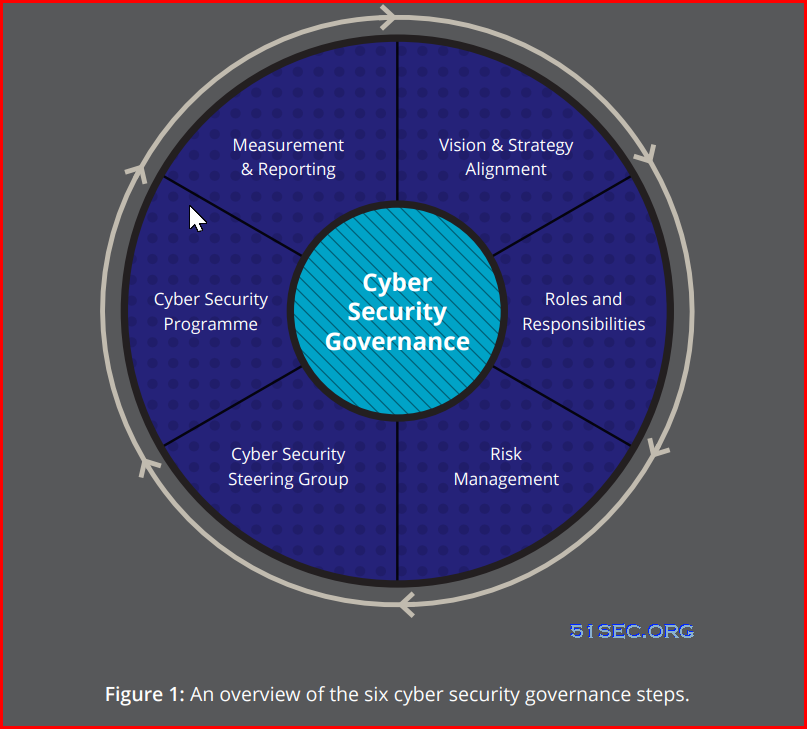 Measurement
& Reporting
Vision & Strategy
Alignment
Cyber Security
Programme
Cyber
Security
Governance
Roles and
Responsibilities
Cyber Security
Steering Group
Risk
Management
51SEC.ORG
Figure 1: An overview of the six cyber security governance steps.